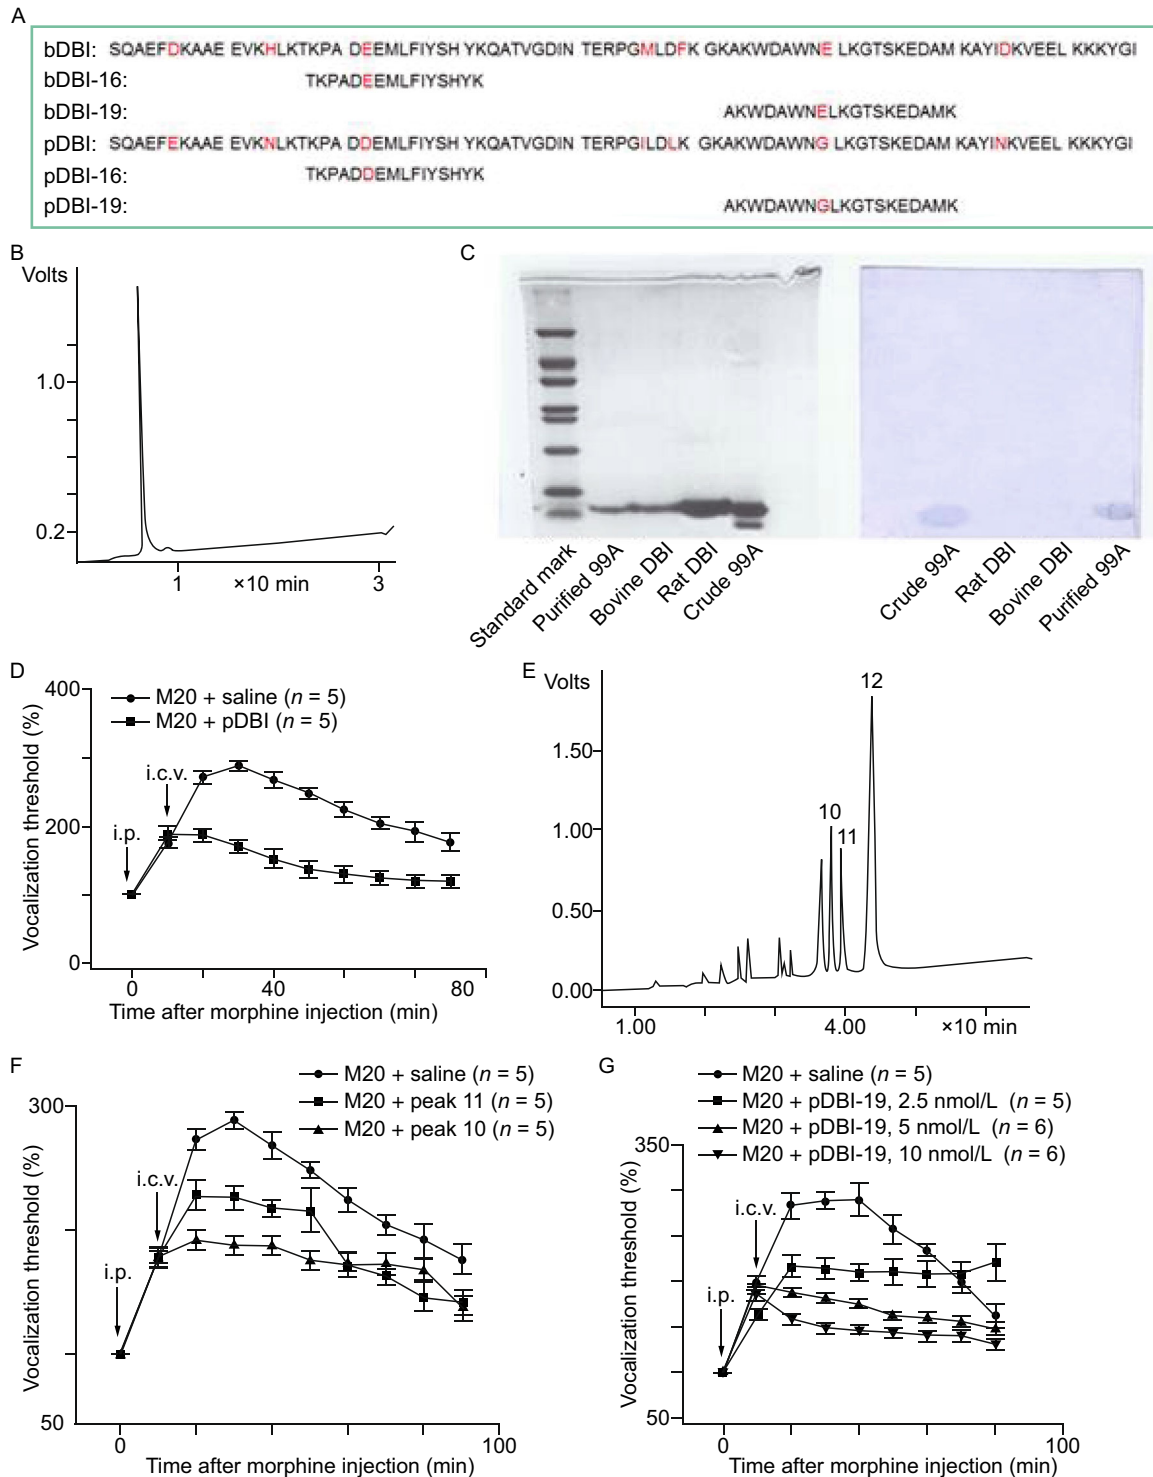 A
bDBI: SQAEFDKAAE EVKHLKTKPA DEEMLFIYSH YKQATVGDIN TERPGMLDFK GKAKWDAWNE LKGTSKEDAM KAYIDKVEEL KKKYGI
bDBI-16: TKPADEEMLFIYSHYK
bDBI-19: AKWDAWNELKGTSKEDAMK
pDBI: SQAEFEKAAE EVKNLKTKPA DDEMLFIYSH YKQATVGDIN TERPGILDLK GKAKWDAWNG LKGTSKEDAM KAYINKVEEL KKKYGI
pDBI-16: TKPADDEMLFIYSHYK
pDBI-19: AKWDAWNGLKGTSKEDAMK
B
Volts
1.0
0.2
1 ×10 min 3
C
Standard mark
Purified 99A
Bovine DBI
Rat DBI
Crude 99A
Crude 99A
Rat DBI
Bovine DBI
Purified 99A
D
Vocalization threshold (%)
400
200
0
M20 + saline (n = 5)
M20 + pDBI (n = 5)
i.c.v.
i.p.
0 40 80
Time after morphine injection (min)
E
Volts
1.50
1.00
0.50
0.00
10
11
12
1.00 4.00 ×10 min
F
Vocalization threshold (%)
300
50
M20 + saline (n = 5)
M20 + peak 11 (n = 5)
M20 + peak 10 (n = 5)
i.c.v.
i.p.
0 100
Time after morphine injection (min)
G
Vocalization threshold (%)
350
50
M20 + saline (n = 5)
M20 + pDBI-19, 2.5 nmol/L (n = 5)
M20 + pDBI-19, 5 nmol/L (n = 6)
M20 + pDBI-19, 10 nmol/L (n = 6)
i.c.v.
i.p.
0 100
Time after morphine injection (min)